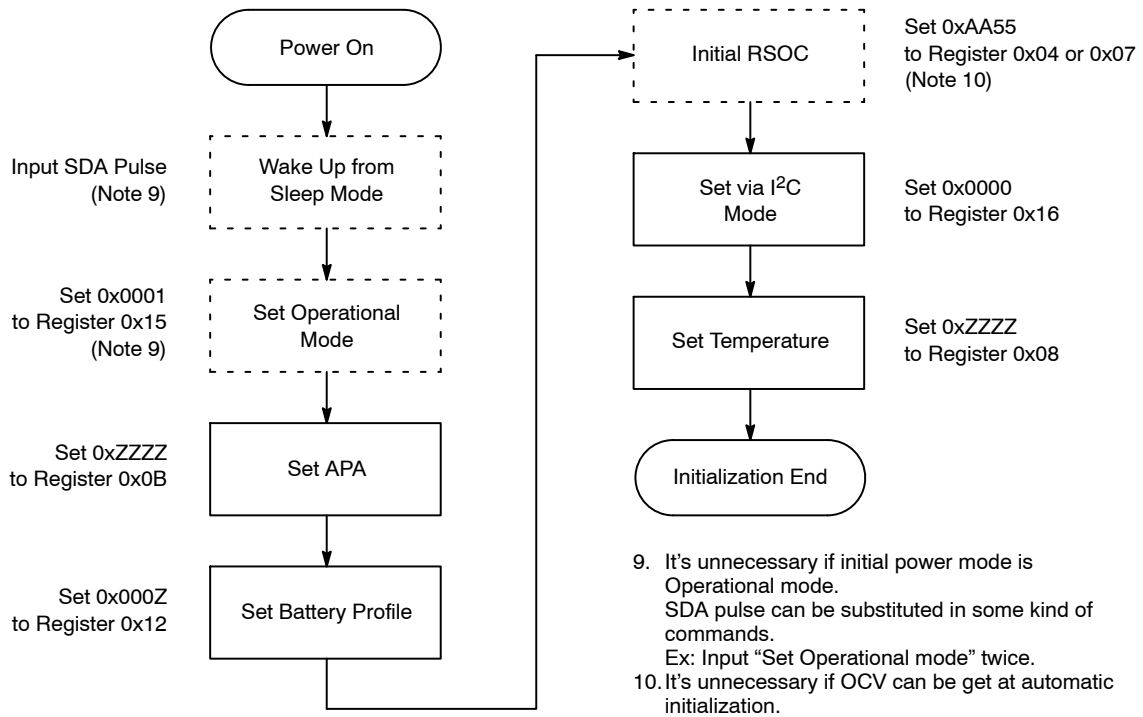 Power On
Input SDA Pulse
(Note 9)
Wake Up from
Sleep Mode
Set 0x0001
to Register 0x15
(Note 9)
Set Operational
Mode
Set 0xZZZZ
to Register 0x0B
Set APA
Set 0x000Z
to Register 0x12
Set Battery Profile
Initial RSOC
Set 0xAA55
to Register 0x04 or 0x07
(Note 10)
Set via I²C
Mode
Set 0x0000
to Register 0x16
Set Temperature
Set 0xZZZZ
to Register 0x08
Initialization End
9. It's unnecessary if initial power mode is
Operational mode.
SDA pulse can be substituted in some kind of
commands.
Ex: Input “Set Operational mode” twice.
10. It's unnecessary if OCV can be get at automatic
initialization.